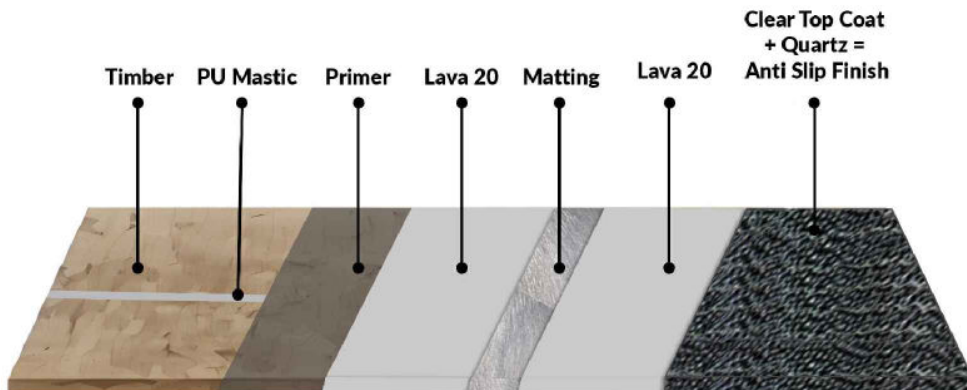 Timber
PU Mastic
Primer
Lava 20
Matting
Lava 20
Clear Top Coat
+ Quartz =
Anti Slip Finish